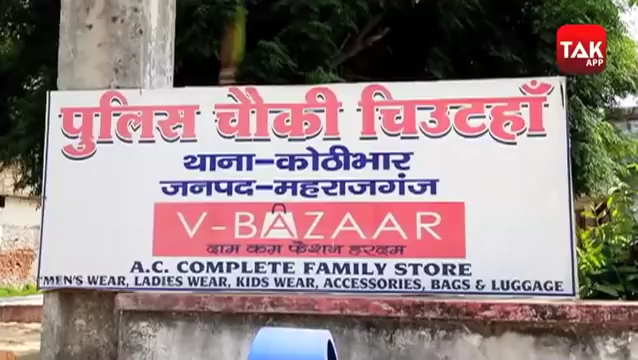 TAK
APP
पुलिस चौकी चिउटहाँ
थाना-कोठीभार
जनपद-महराजगंज
V-BAZAAR
दाम कम फैशन हरदम
A.C. COMPLETE FAMILY STORE
MEN'S WEAR, LADIES WEAR, KIDS WEAR, ACCESSORIES, BAGS & LUGGAGE